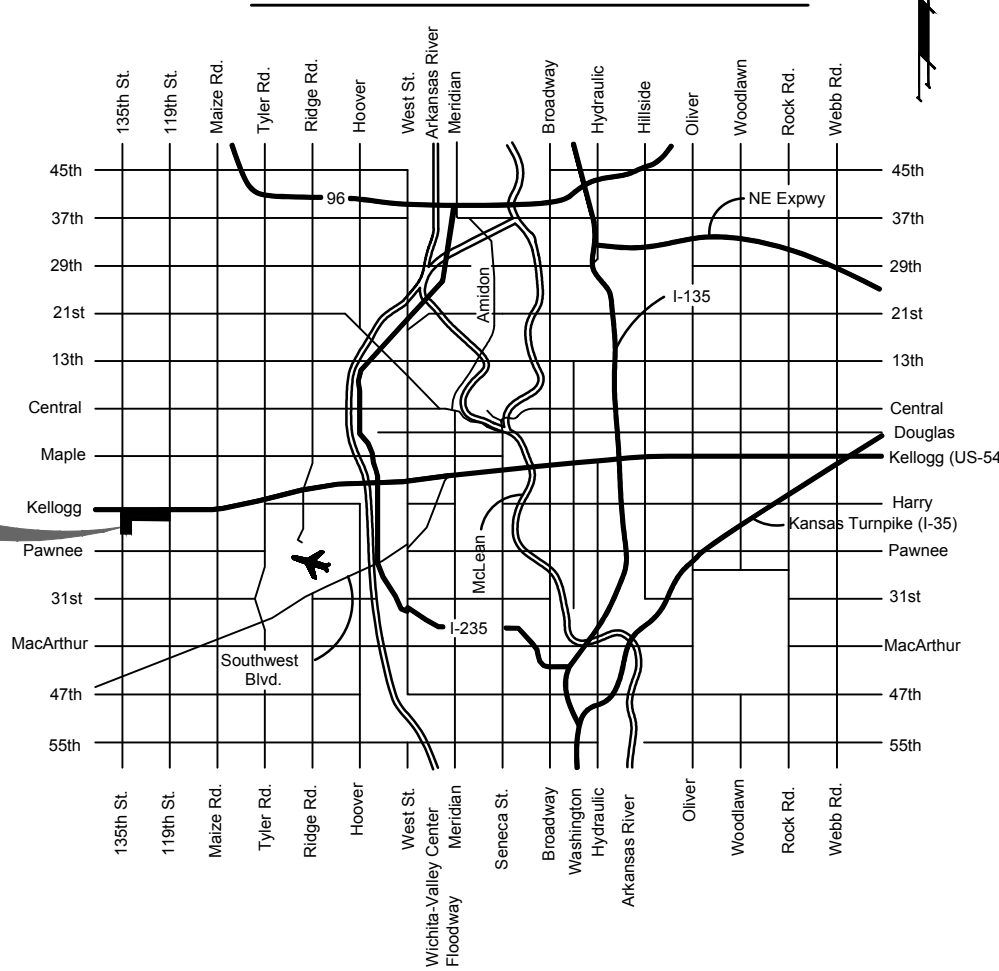 135th St.
119th St.
Maize Rd.
Tyler Rd.
Ridge Rd.
Hoover
West St.
Arkansas River
Meridian
Broadway
Hydraulic
Hillside
Oliver
Woodlawn
Rock Rd.
Webb Rd.
45th
45th
96
NE Expwy
37th
37th
29th
29th
Amidon
I-135
21st
21st
13th
13th
Central
Central
Douglas
Maple
Kellogg (US-54
Kellogg
Harry
Kansas Turnpike (I-35)
Pawnee
Pawnee
McLean
31st
31st
I-235
MacArthur
MacArthur
Southwest
Blvd.
47th
47th
55th
55th
135th St.
119th St.
Maize Rd.
Tyler Rd.
Ridge Rd.
Hoover
West St.
Wichita-Valley Center
Floodway
Meridian
Seneca St.
Broadway
Washington
Hydraulic
Arkansas River
Oliver
Woodlawn
Rock Rd.
Webb Rd.